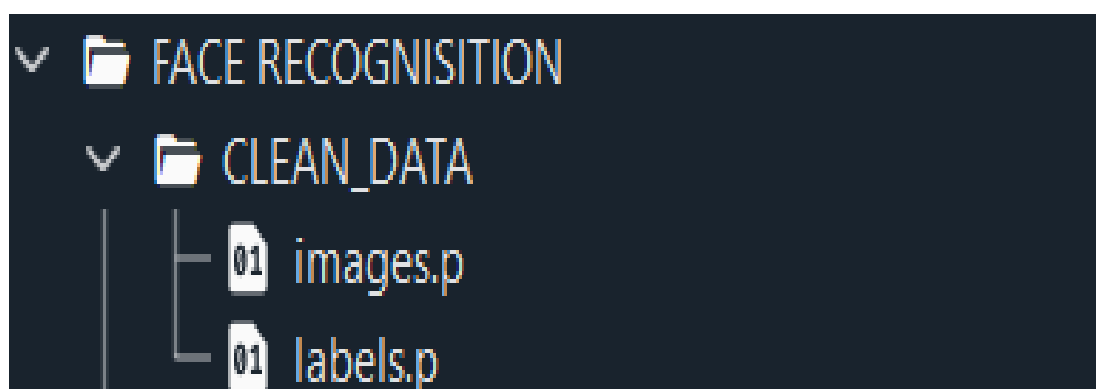 FACE RECOGNISITION
CLEAN_DATA
01 images.p
01 labels.p